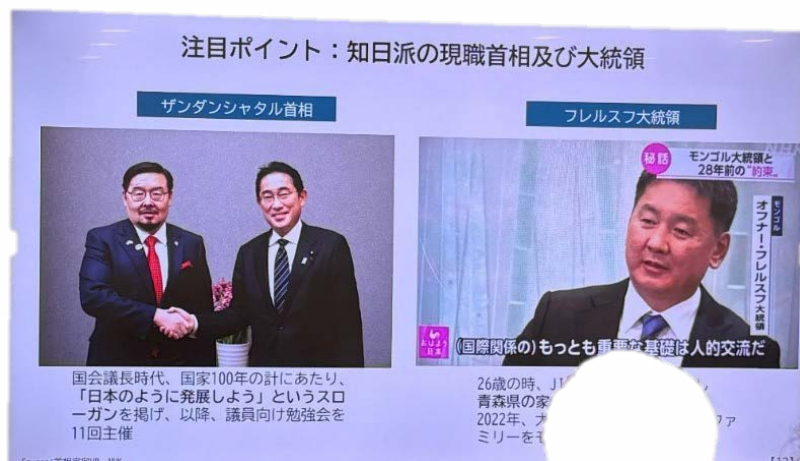 注目ポイント：知日派の現職首相及び大統領
ザンダンシャタル首相
フレルスフ大統領
秘話
モンゴル大統領と
28年前の"約束"
モンゴル
オフナー・フレルスフ大統領
おはよう
日本
(国際関係の)もっとも重要な基礎は人的交流だ
国会議長時代、国家100年の計にあたり、
「日本のように発展しよう」というスロ
ーガンを掲げ、以降、議員向け勉強会を
11回主催
26歳の時、J
青森県の家
2022年、大 ファ
ミリーをモ